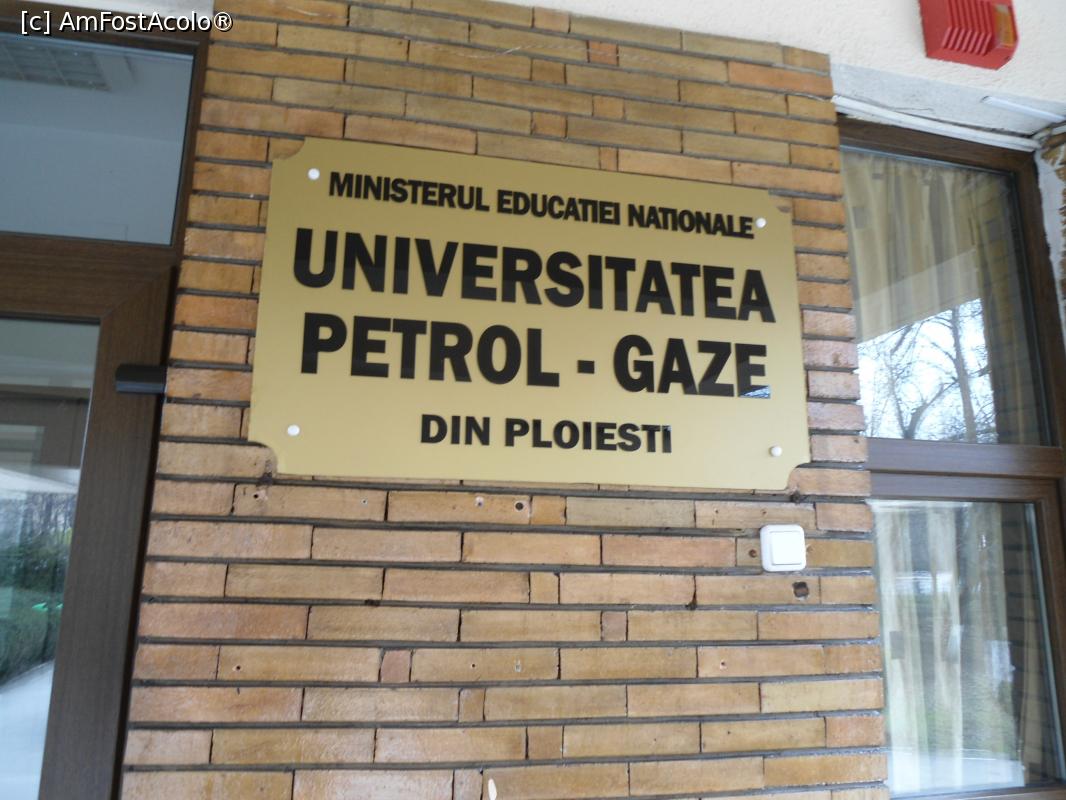 [c] AmFostAcolo®
MINISTERUL EDUCATIEI NATIONALE
UNIVERSITATEA
PETROL - GAZE
DIN PLOIESTI